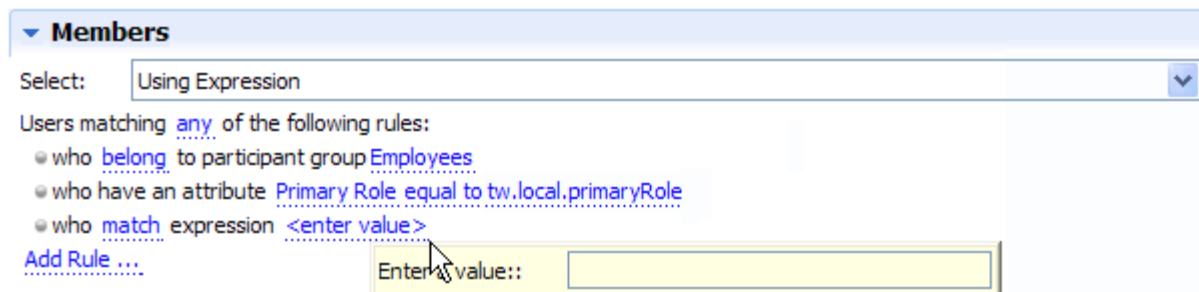 Members
Select: Using Expression
Users matching any of the following rules:
who belong to participant group Employees
who have an attribute Primary Role equal to tw.local.primaryRole
who match expression <enter value>
Add Rule ...
Enter a value::